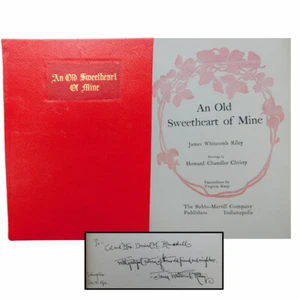 An Old Sweetheart
Of Mine
An Old
Sweetheart of Mine
James Whitcomb Riley
Drawings by
Howard Chandler Christy
Decorations by
Virginia Keep
The Bobbs-Merrill Company
Publishers Indianapolis
To